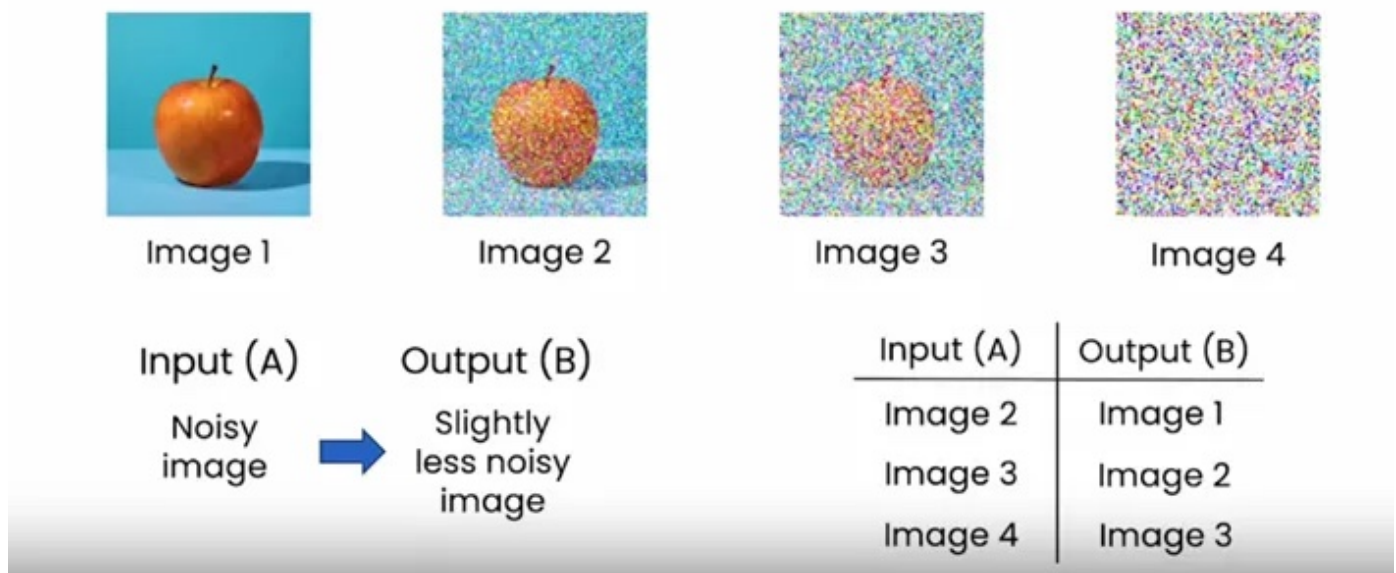 Image 1
Image 2
Image 3
Image 4
Input (A)
Output (B)
Noisy
image
Slightly
less noisy
image
Input (A) Output (B)
Image 2 Image 1
Image 3 Image 2
Image 4 Image 3